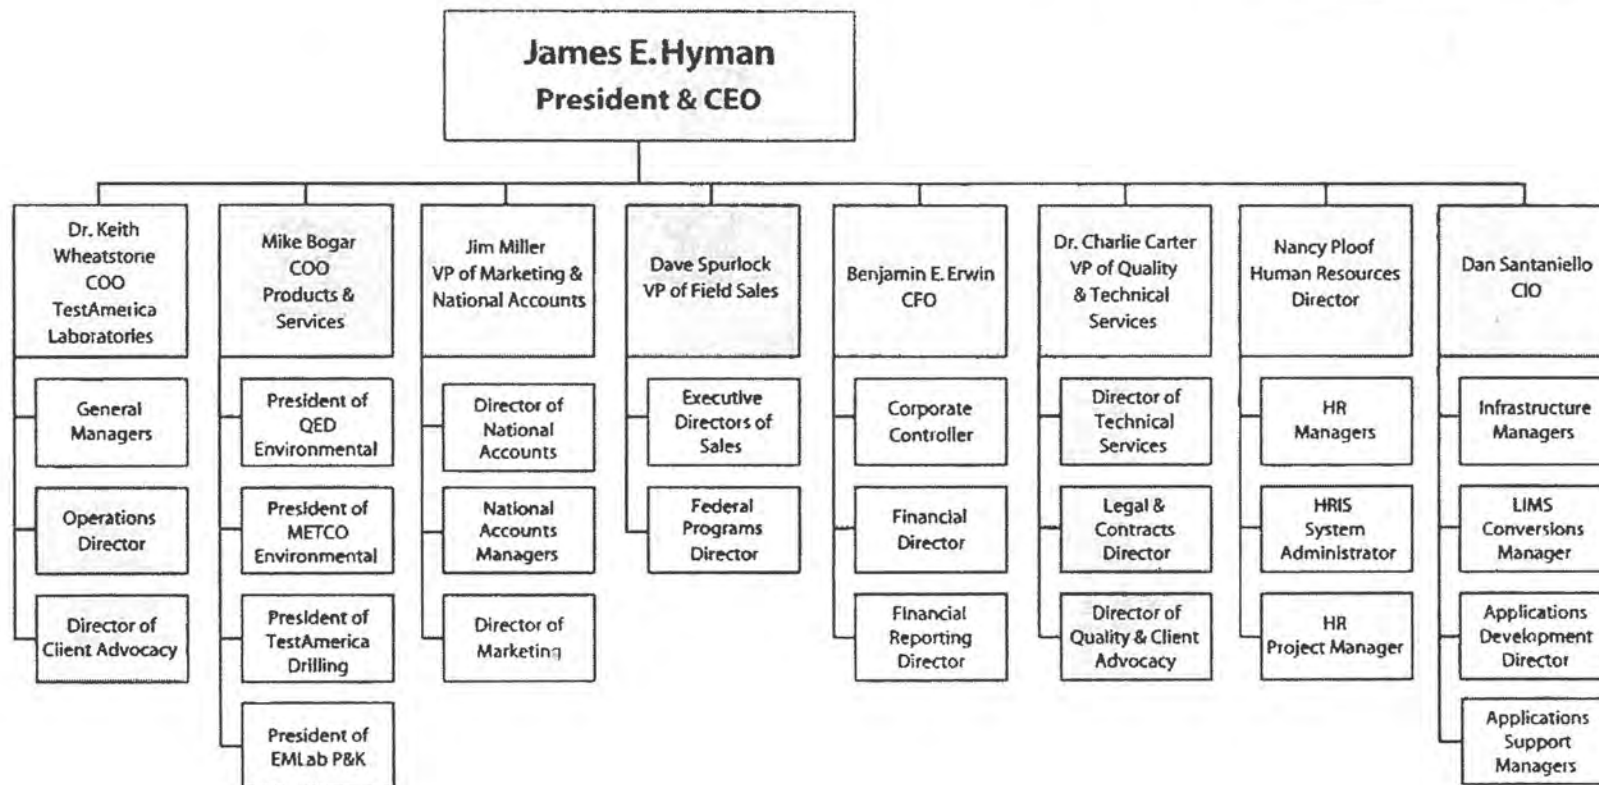 James E. Hyman
President & CEO
Dr. Keith
Wheatstone
COO
TestAmerica
Laboratories
Mike Bogar
COO
Products &
Services
Jim Miller
VP of Marketing &
National Accounts
Dave Spurlock
VP of Field Sales
Benjamin E. Erwin
CFO
Dr. Charlie Carter
VP of Quality
& Technical
Services
Nancy Ploof
Human Resources
Director
Dan Santaniello
CIO
General
Managers
President of
QED
Environmental
Director of
National
Accounts
Executive
Directors of
Sales
Corporate
Controller
Director of
Technical
Services
HR
Managers
Infrastructure
Managers
Operations
Director
President of
METCO
Environmental
National
Accounts
Managers
Federal
Programs
Director
Financial
Director
Legal &
Contracts
Director
HRIS
System
Administrator
LIMS
Conversions
Manager
Director of
Client Advocacy
President of
TestAmerica
Drilling
Director of
Marketing
Financial
Reporting
Director
Director of
Quality & Client
Advocacy
HR
Project Manager
Applications
Development
Director
President of
EMLab P&K
Applications
Support
Managers